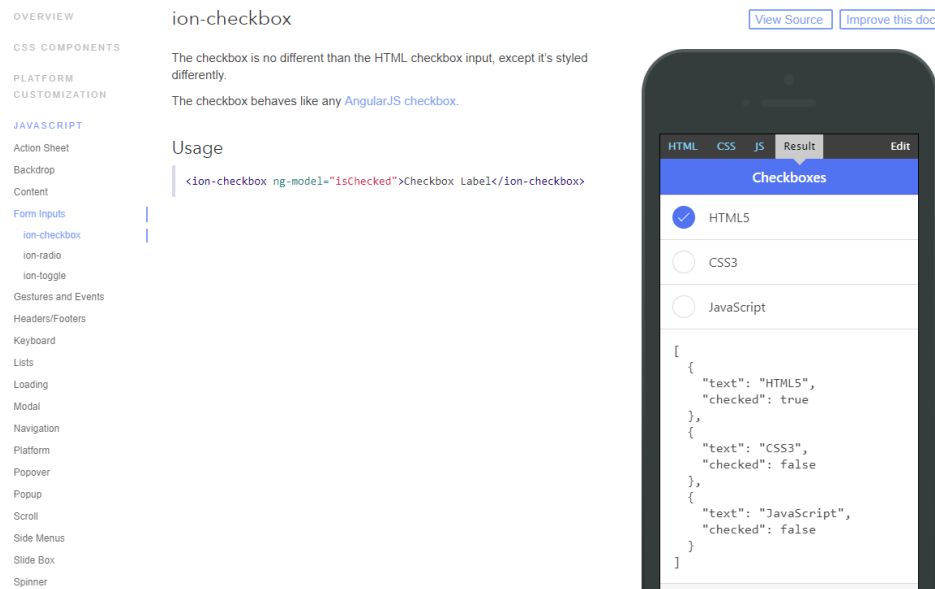 OVERVIEW
CSS COMPONENTS
PLATFORM
CUSTOMIZATION
JAVASCRIPT
Action Sheet
Backdrop
Content
Form Inputs
ion-checkbox
ion-radio
ion-toggle
Gestures and Events
Headers/Footers
Keyboard
Lists
Loading
Modal
Navigation
Platform
Popover
Popup
Scroll
Side Menus
Slide Box
Spinner
ion-checkbox
View Source
Improve this doc
The checkbox is no different than the HTML checkbox input, except it's styled
differently.
The checkbox behaves like any AngularJS checkbox.
Usage
<ion-checkbox ng-model="isChecked">Checkbox Label</ion-checkbox>
HTML CSS JS Result Edit
Checkboxes
HTML5
CSS3
JavaScript
[
  {
    "text": "HTML5",
    "checked": true
  },
  {
    "text": "CSS3",
    "checked": false
  },
  {
    "text": "JavaScript",
    "checked": false
  }
]